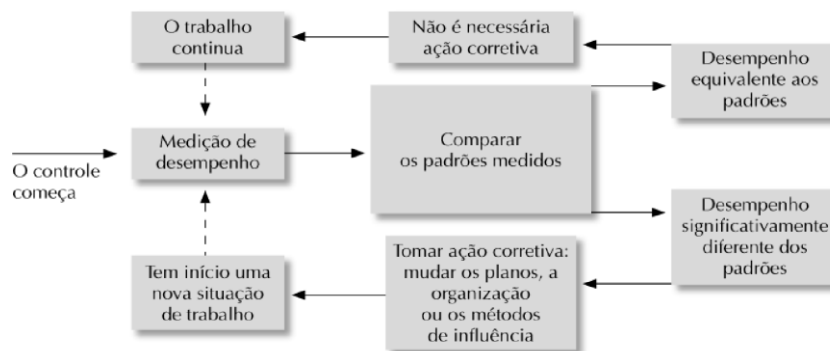 O trabalho
continua
Não é necessária
ação corretiva
Desempenho
equivalente aos
padrões
Medição de
desempenho
Comparar
os padrões medidos
O controle
começa
Desempenho
significativamente
diferente dos
padrões
Tomar ação corretiva:
mudar os planos, a
organização
ou os métodos
de influência
Tem início uma
nova situação
de trabalho